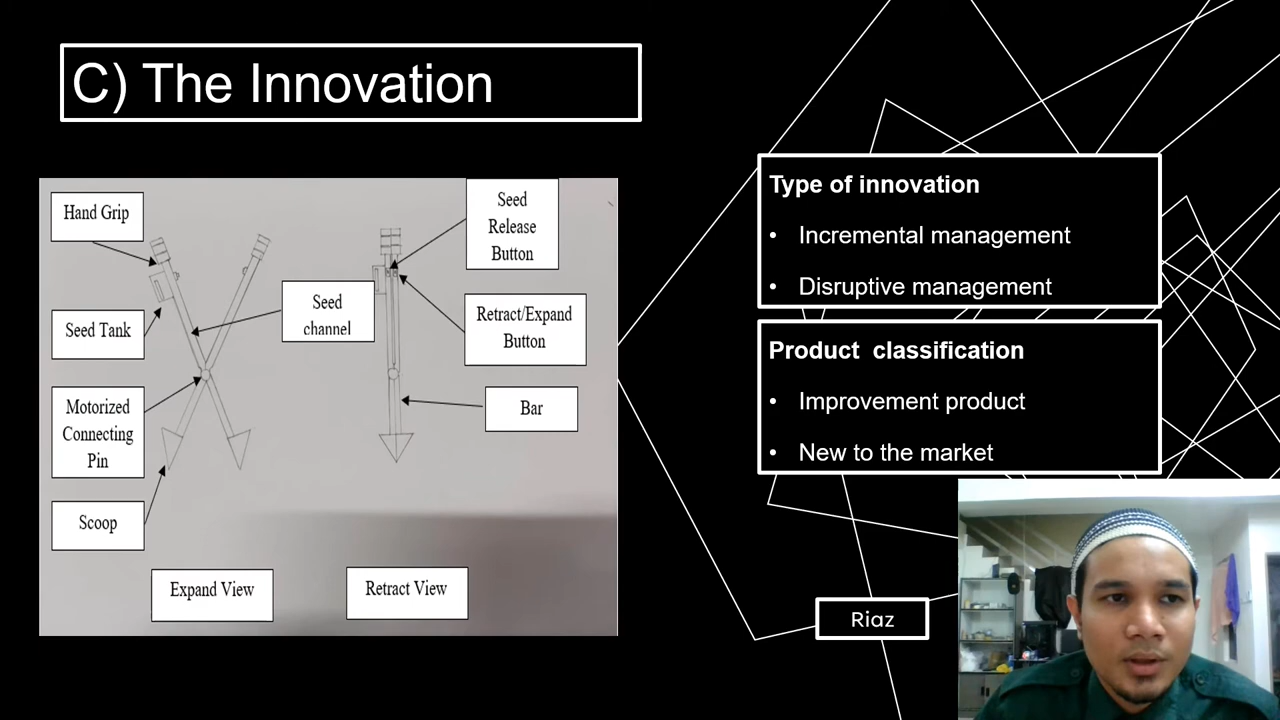 C) The Innovation
Hand Grip
Seed Tank
Motorized
Connecting
Pin
Scoop
Expand View
Seed
channel
Retract View
Seed
Release
Button
Retract/Expand
Button
Bar
Type of innovation
• Incremental management
• Disruptive management
Product classification
• Improvement product
• New to the market
Riaz